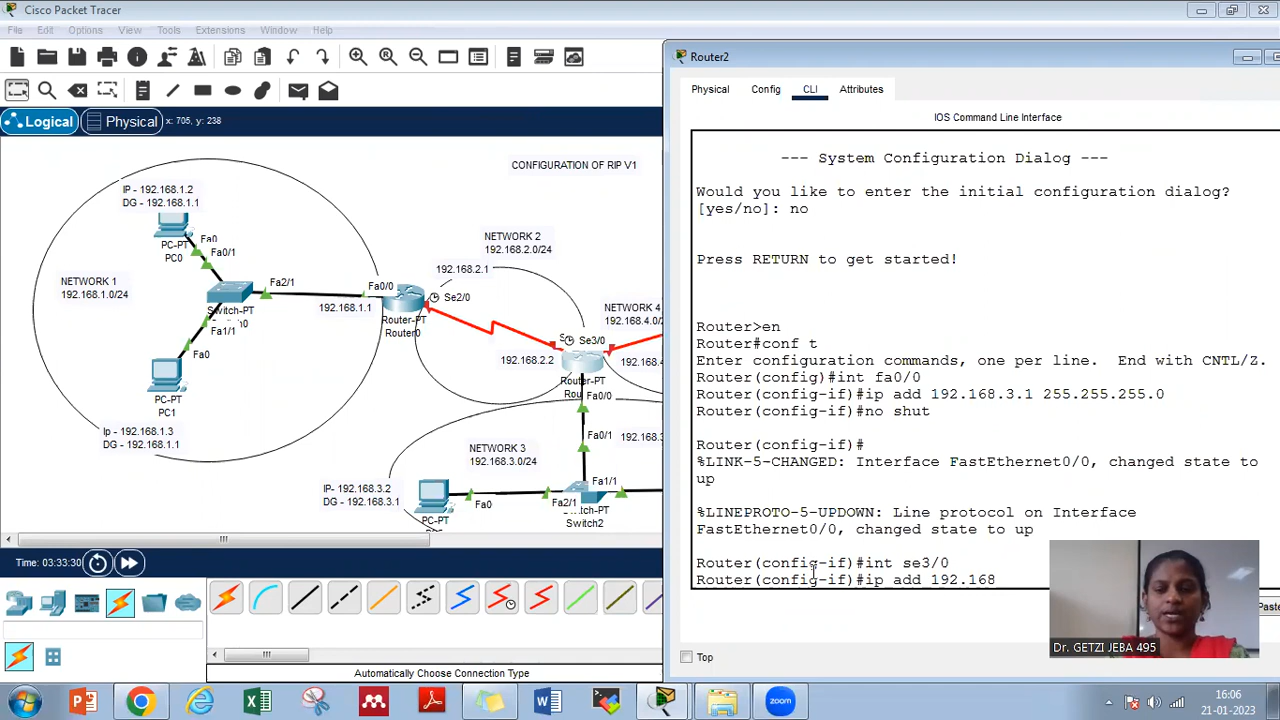 Cisco Packet Tracer
File Edit Options View Tools Extensions Window Help
Logical
Physical
x: 705, y: 238
CONFIGURATION OF RIP V1
IP - 192.168.1.2
DG - 192.168.1.1
Fa0
PC-PT
PC0
Fa0/1
NETWORK 1
192.168.1.0/24
Fa2/1
Switch-PT
Fa1/1
Fa0
PC-PT
PC1
Ip - 192.168.1.3
DG - 192.168.1.1
192.168.1.1
Fa0/0
Router-PT
Router0
192.168.2.1
Se2/0
NETWORK 2
192.168.2.0/24
NETWORK 4
192.168.4.0/
Se3/0
192.168.2.2
192.168.
Router-PT
Rou
Fa0/0
Fa0/1
192.168.3
NETWORK 3
192.168.3.0/24
IP- 192.168.3.2
DG - 192.168.3.1
Fa0
PC-PT
Fa2/1
Fa1/1
Switch-PT
Switch2
Time: 03:33:30
Automatically Choose Connection Type
Router2
Physical Config CLI Attributes
IOS Command Line Interface
--- System Configuration Dialog ---
Would you like to enter the initial configuration dialog?
[yes/no]: no
Press RETURN to get started!
Router>en
Router#conf t
Enter configuration commands, one per line. End with CNTL/Z.
Router(config)#int fa0/0
Router(config-if)#ip add 192.168.3.1 255.255.255.0
Router(config-if)#no shut
Router(config-if)#
%LINK-5-CHANGED: Interface FastEthernet0/0, changed state to
up
%LINEPROTO-5-UPDOWN: Line protocol on Interface
FastEthernet0/0, changed state to up
Router(config-if)#int se3/0
Router(config-if)#ip add 192.168
Paste
Top
Dr. GETZI JEBA 495
zoom
16:06
21-01-2023